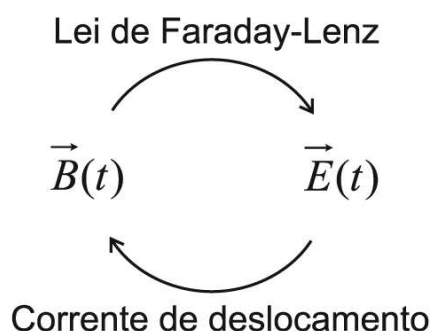 Lei de Faraday-Lenz
B(t) E(t)
Corrente de deslocamento